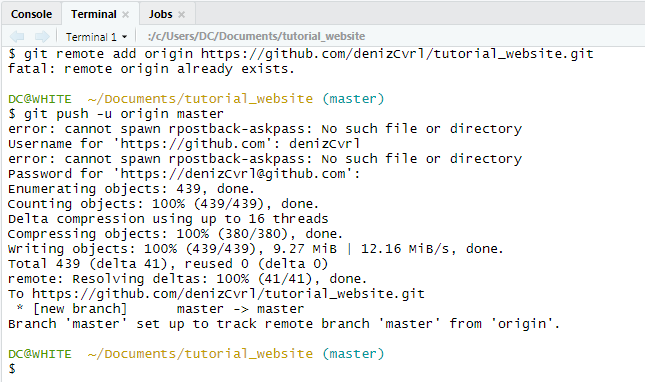 Console Terminal Jobs
Terminal 1 :/c/Users/DC/Documents/tutorial_website
$ git remote add origin https://github.com/denizCvrl/tutorial_website.git
fatal: remote origin already exists.
DC@WHITE ~/Documents/tutorial_website (master)
$ git push -u origin master
error: cannot spawn rpostback-askpass: No such file or directory
Username for 'https://github.com': denizCvrl
error: cannot spawn rpostback-askpass: No such file or directory
Password for 'https://denizCvrl@github.com':
Enumerating objects: 439, done.
Counting objects: 100% (439/439), done.
Delta compression using up to 16 threads
Compressing objects: 100% (380/380), done.
Writing objects: 100% (439/439), 9.27 MiB | 12.16 MiB/s, done.
Total 439 (delta 41), reused 0 (delta 0)
remote: Resolving deltas: 100% (41/41), done.
To https://github.com/denizCvrl/tutorial_website.git
* [new branch] master -> master
Branch 'master' set up to track remote branch 'master' from 'origin'.
DC@WHITE ~/Documents/tutorial_website (master)
$